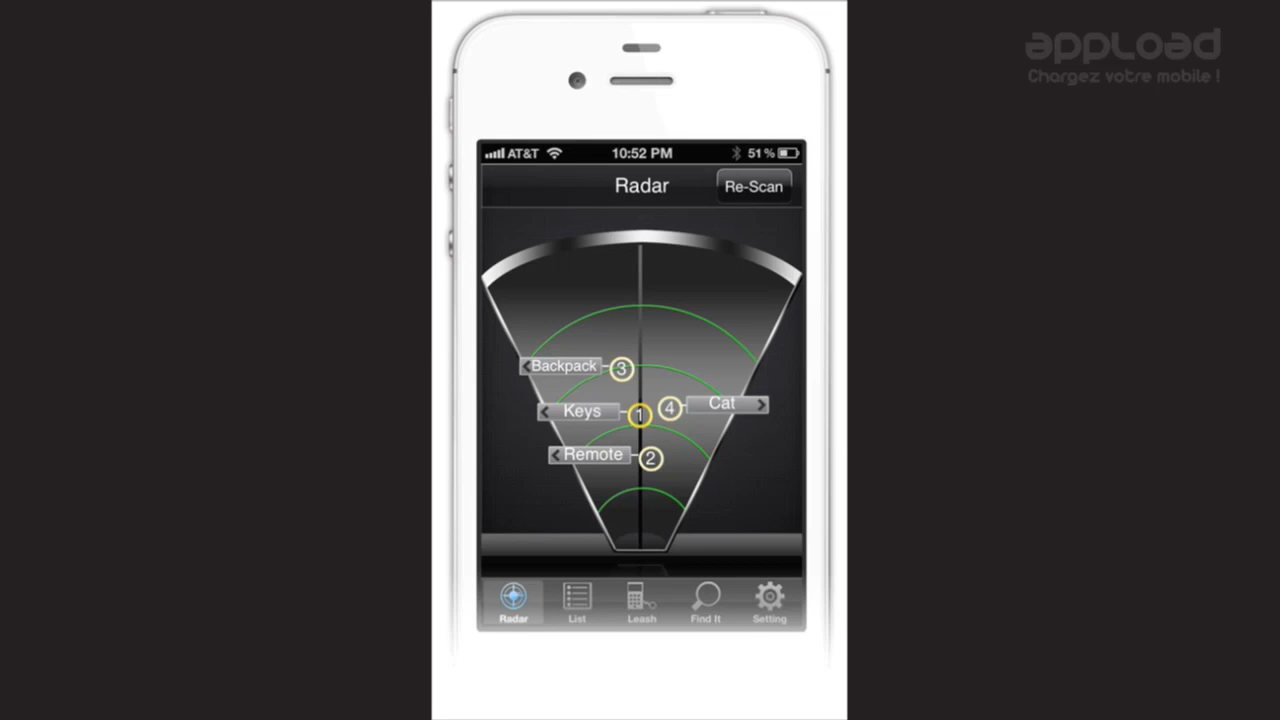 appLoad
Chargez votre mobile !
AT&T 10:52 PM 51%
Radar Re-Scan
Backpack 3
4 Cat
Keys 1
Remote 2
Radar List Leash Find It Setting